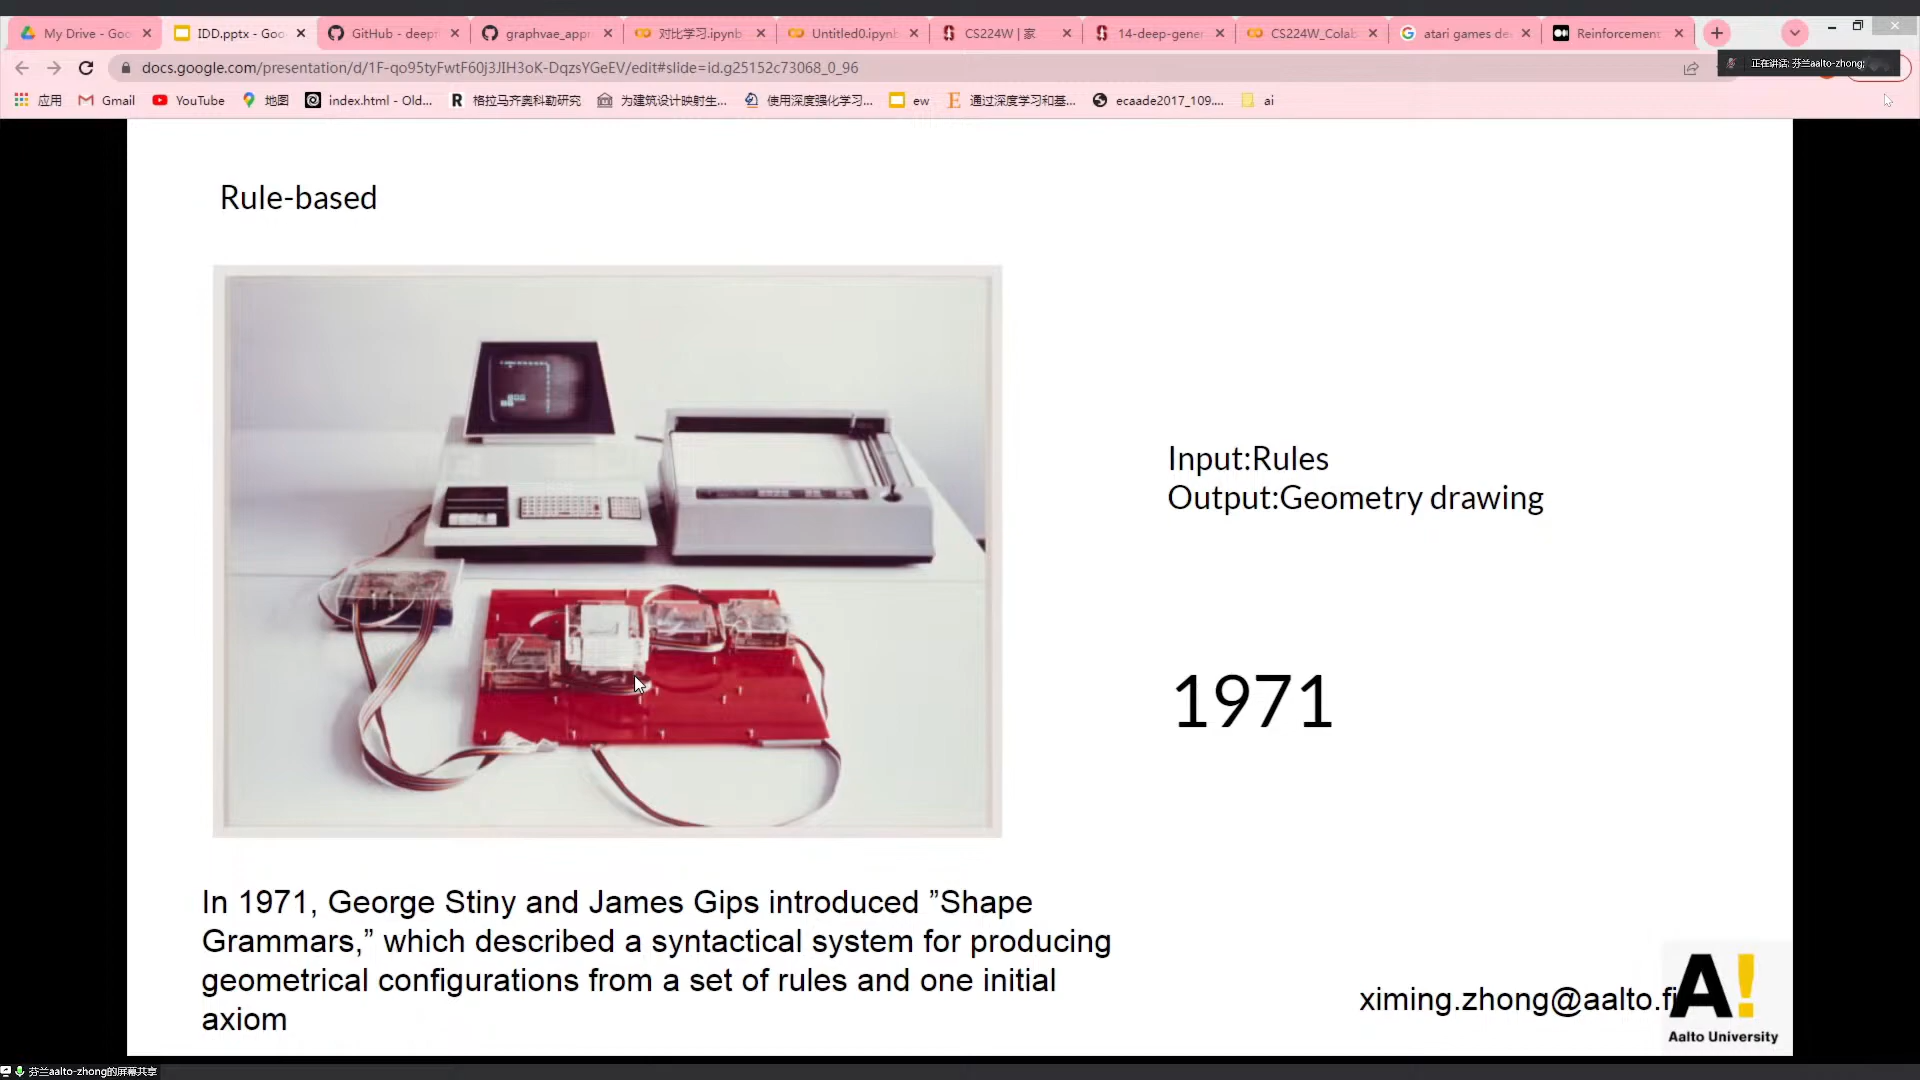 My Drive - Goo
IDD.pptx - Goo
GitHub - deepm
graphvae_appr
对比学习.ipynb
Untitled0.ipynb
CS224W | 家
14-deep-gener
CS224W_Colab
atari games de
Reinforcement
docs.google.com/presentation/d/1F-qo95tyFwtF60j3JIH3oK-DqzsYGeEV/edit#slide=id.g25152c73068_0_96
正在讲话: 芬兰aalto-zhong;
应用
Gmail
YouTube
地图
index.html - Old...
格拉马齐奥科勒研究
为建筑设计映射生...
使用深度强化学习...
ew
通过深度学习和基...
ecaade2017_109....
ai
Rule-based
Input:Rules
Output:Geometry drawing
1971
In 1971, George Stiny and James Gips introduced ”Shape
Grammars,” which described a syntactical system for producing
geometrical configurations from a set of rules and one initial
axiom
ximing.zhong@aalto.fi
A!
Aalto University
芬兰aalto-zhong的屏幕共享